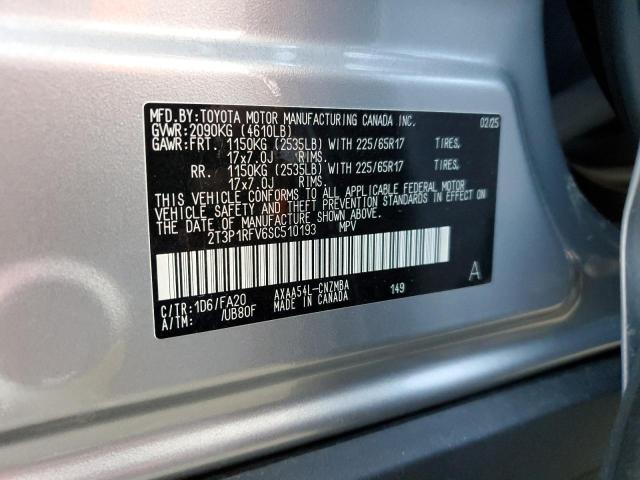 MFD.BY:TOYOTA MOTOR MANUFACTURING CANADA INC. 02/25
GVWR:2090KG (4610LB)
GAWR:FRT. 1150KG (2535LB) WITH 225/65R17 TIRES,
17x7.0J RIMS.
RR. 1150KG (2535LB) WITH 225/65R17 TIRES,
17x7.0J RIMS.
THIS VEHICLE CONFORMS TO ALL APPLICABLE FEDERAL MOTOR
VEHICLE SAFETY AND THEFT PREVENTION STANDARDS IN EFFECT ON
THE DATE OF MANUFACTURE SHOWN ABOVE.
2T3P1RFV6SC510193 MPV
C/TR:1D6/FA20 AXAA54L-CNZMBA 149 A
A/TM: /UB80F MADE IN CANADA